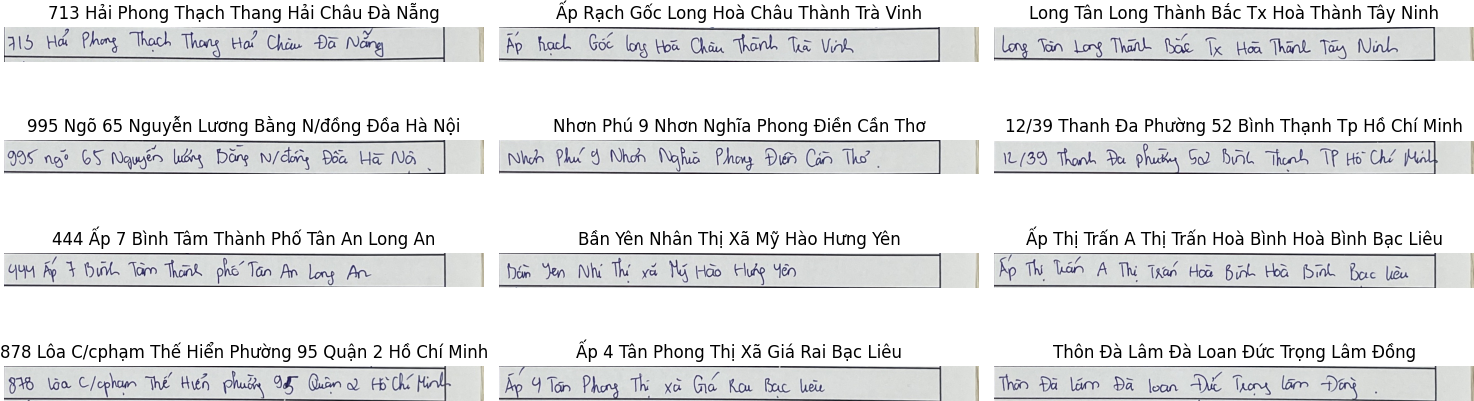 713 Hải Phong Thạch Thang Hải Châu Đà Nẵng
713 Hải Phong Thạch Thang Hải Châu Đà Nẵng
Ấp Rạch Gốc Long Hoà Châu Thành Trà Vinh
Ấp Rạch Gốc Long Hoà Châu Thành Trà Vinh
Long Tân Long Thành Bắc Tx Hoà Thành Tây Ninh
Long Tân Long Thành Bắc Tx Hoà Thành Tây Ninh
995 Ngõ 65 Nguyễn Lương Bằng N/đồng Đồa Hà Nội
995 ngõ 65 Nguyễn Lương Bằng N/đồng Đồa Hà Nội
Nhơn Phú 9 Nhơn Nghĩa Phong Điền Cần Thơ
Nhơn Phú 9 Nhơn Nghĩa Phong Điền Cần Thơ.
12/39 Thanh Đa Phường 52 Bình Thạnh Tp Hồ Chí Minh
12/39 Thanh Đa phường 52 Bình Thạnh TP Hồ Chí Minh
444 Ấp 7 Bình Tâm Thành Phố Tân An Long An
444 Ấp 7 Bình Tâm Thành phố Tân An Long An
Bần Yên Nhân Thị Xã Mỹ Hào Hưng Yên
Bần Yên Nhi Thị xã Mỹ Hào Hưng Yên
Ấp Thị Trấn A Thị Trấn Hoà Bình Hoà Bình Bạc Liêu
Ấp Thị Trấn A Thị Trấn Hoà Bình Hoà Bình Bạc Liêu
878 Lôa C/cphạm Thế Hiển Phường 95 Quận 2 Hồ Chí Minh
878 Lôa C/cphạm Thế Hiển phường 95 Quận 2 Hồ Chí Minh
Ấp 4 Tân Phong Thị Xã Giá Rai Bạc Liêu
Ấp 4 Tân Phong Thị xã Giá Rai Bạc Liêu
Thôn Đà Lâm Đà Loan Đức Trọng Lâm Đồng
Thôn Đà Lâm Đà Loan Đức Trọng Lâm Đồng.